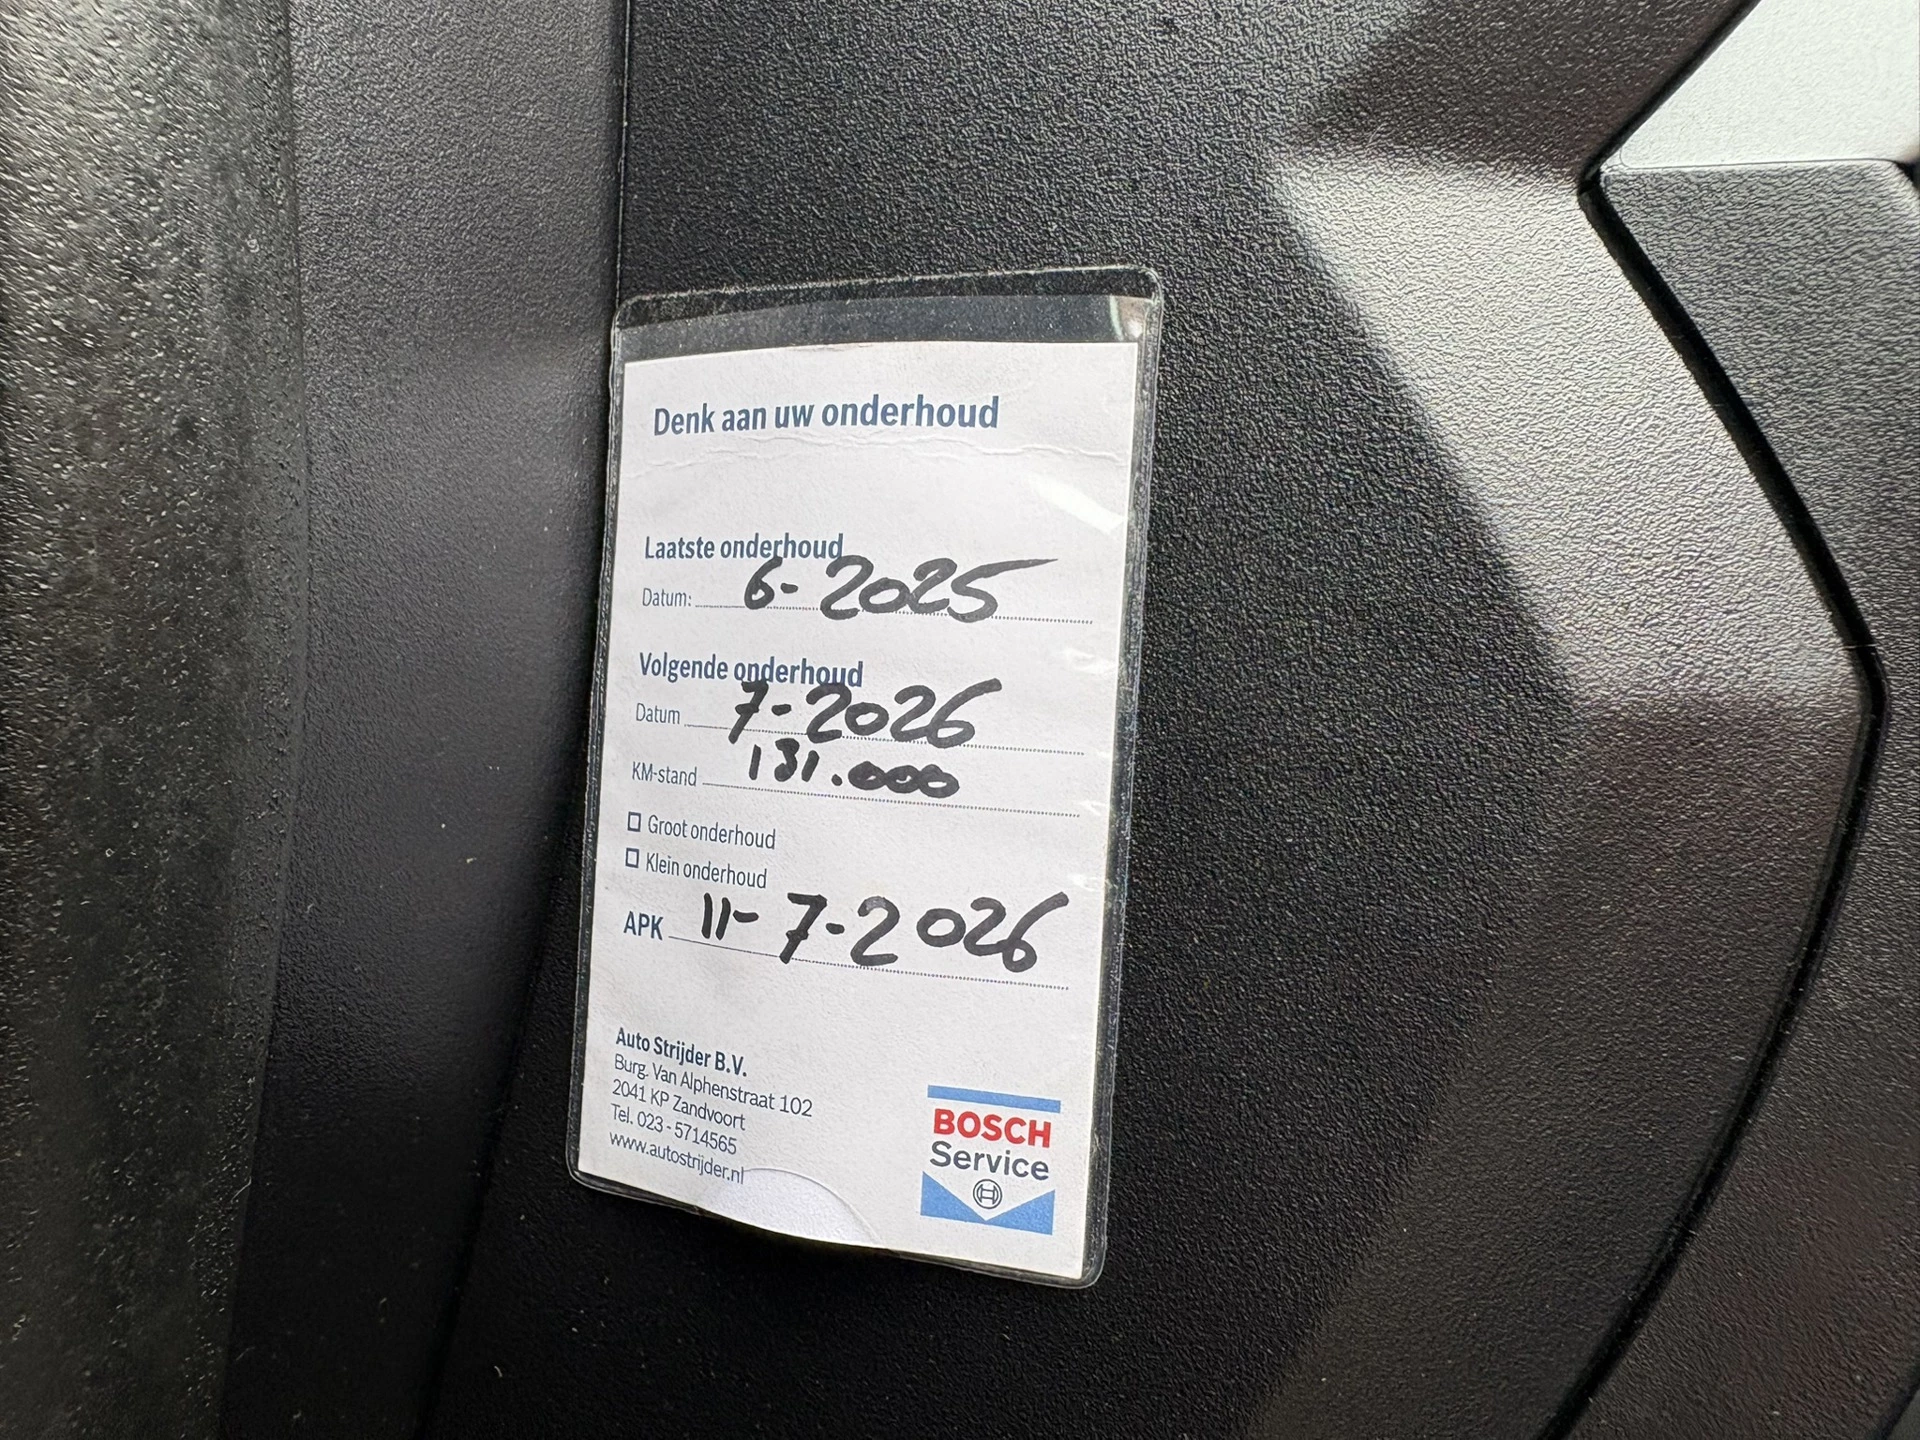 Denk aan uw onderhoud
Laatste onderhoud
Datum: 6-2025
Volgende onderhoud
Datum 7-2026
KM-stand 131.000
Groot onderhoud
Klein onderhoud
APK 11-7-2026
Auto Strijder B.V.
Burg. Van Alphenstraat 102
2041 KP Zandvoort
Tel. 023 - 5714565
www.autostrijder.nl
BOSCH
Service